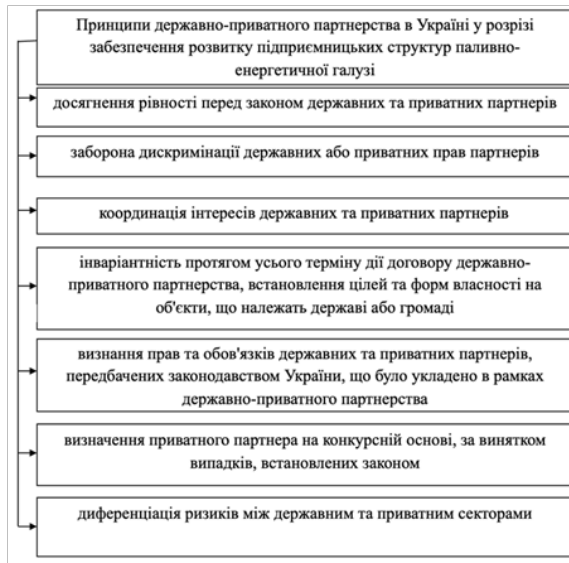 Принципи державно-приватного партнерства в Україні у розрізі
забезпечення розвитку підприємницьких структур паливно-
енергетичної галузі
досягнення рівності перед законом державних та приватних партнерів
заборона дискримінації державних або приватних прав партнерів
координація інтересів державних та приватних партнерів
інваріантність протягом усього терміну дії договору державно-
приватного партнерства, встановлення цілей та форм власності на
об'єкти, що належать державі або громаді
визнання прав та обов'язків державних та приватних партнерів,
передбачених законодавством України, що було укладено в рамках
державно-приватного партнерства
визначення приватного партнера на конкурсній основі, за винятком
випадків, встановлених законом
диференціація ризиків між державним та приватним секторами